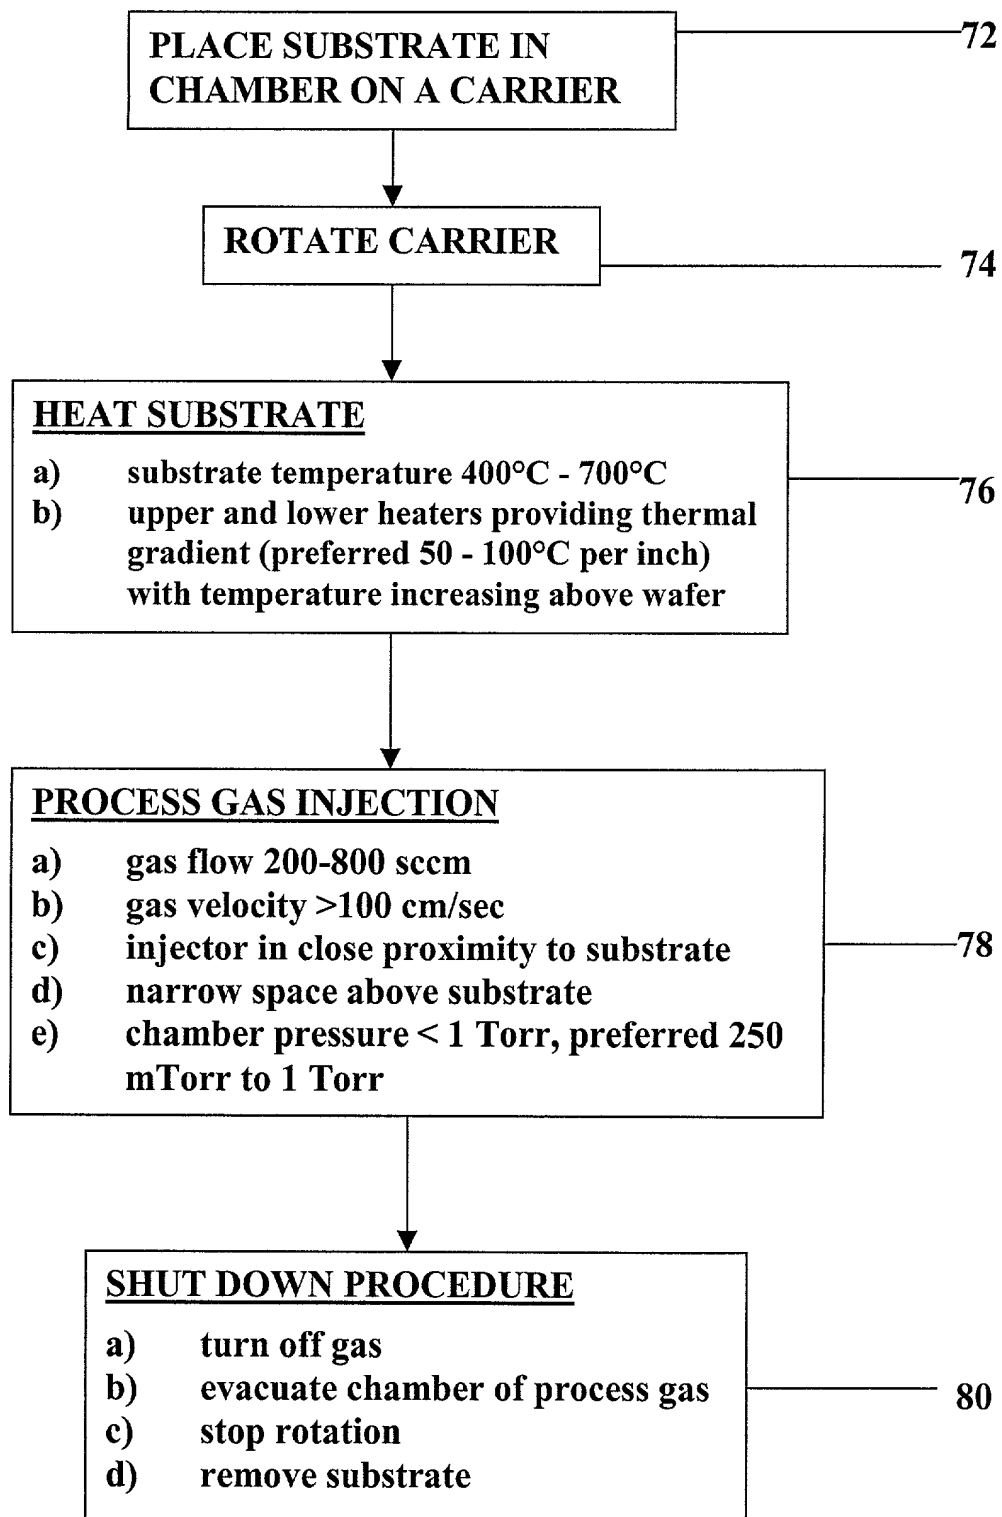 PLACE SUBSTRATE IN
CHAMBER ON A CARRIER
72
ROTATE CARRIER
74
HEAT SUBSTRATE
a) substrate temperature 400°C - 700°C
b) upper and lower heaters providing thermal
gradient (preferred 50 - 100°C per inch)
with temperature increasing above wafer
76
PROCESS GAS INJECTION
a) gas flow 200-800 sccm
b) gas velocity >100 cm/sec
c) injector in close proximity to substrate
d) narrow space above substrate
e) chamber pressure < 1 Torr, preferred 250
mTorr to 1 Torr
78
SHUT DOWN PROCEDURE
a) turn off gas
b) evacuate chamber of process gas
c) stop rotation
d) remove substrate
80